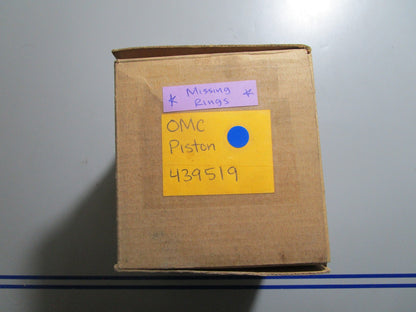 * Missing *
Rings
OMC
Piston
439519